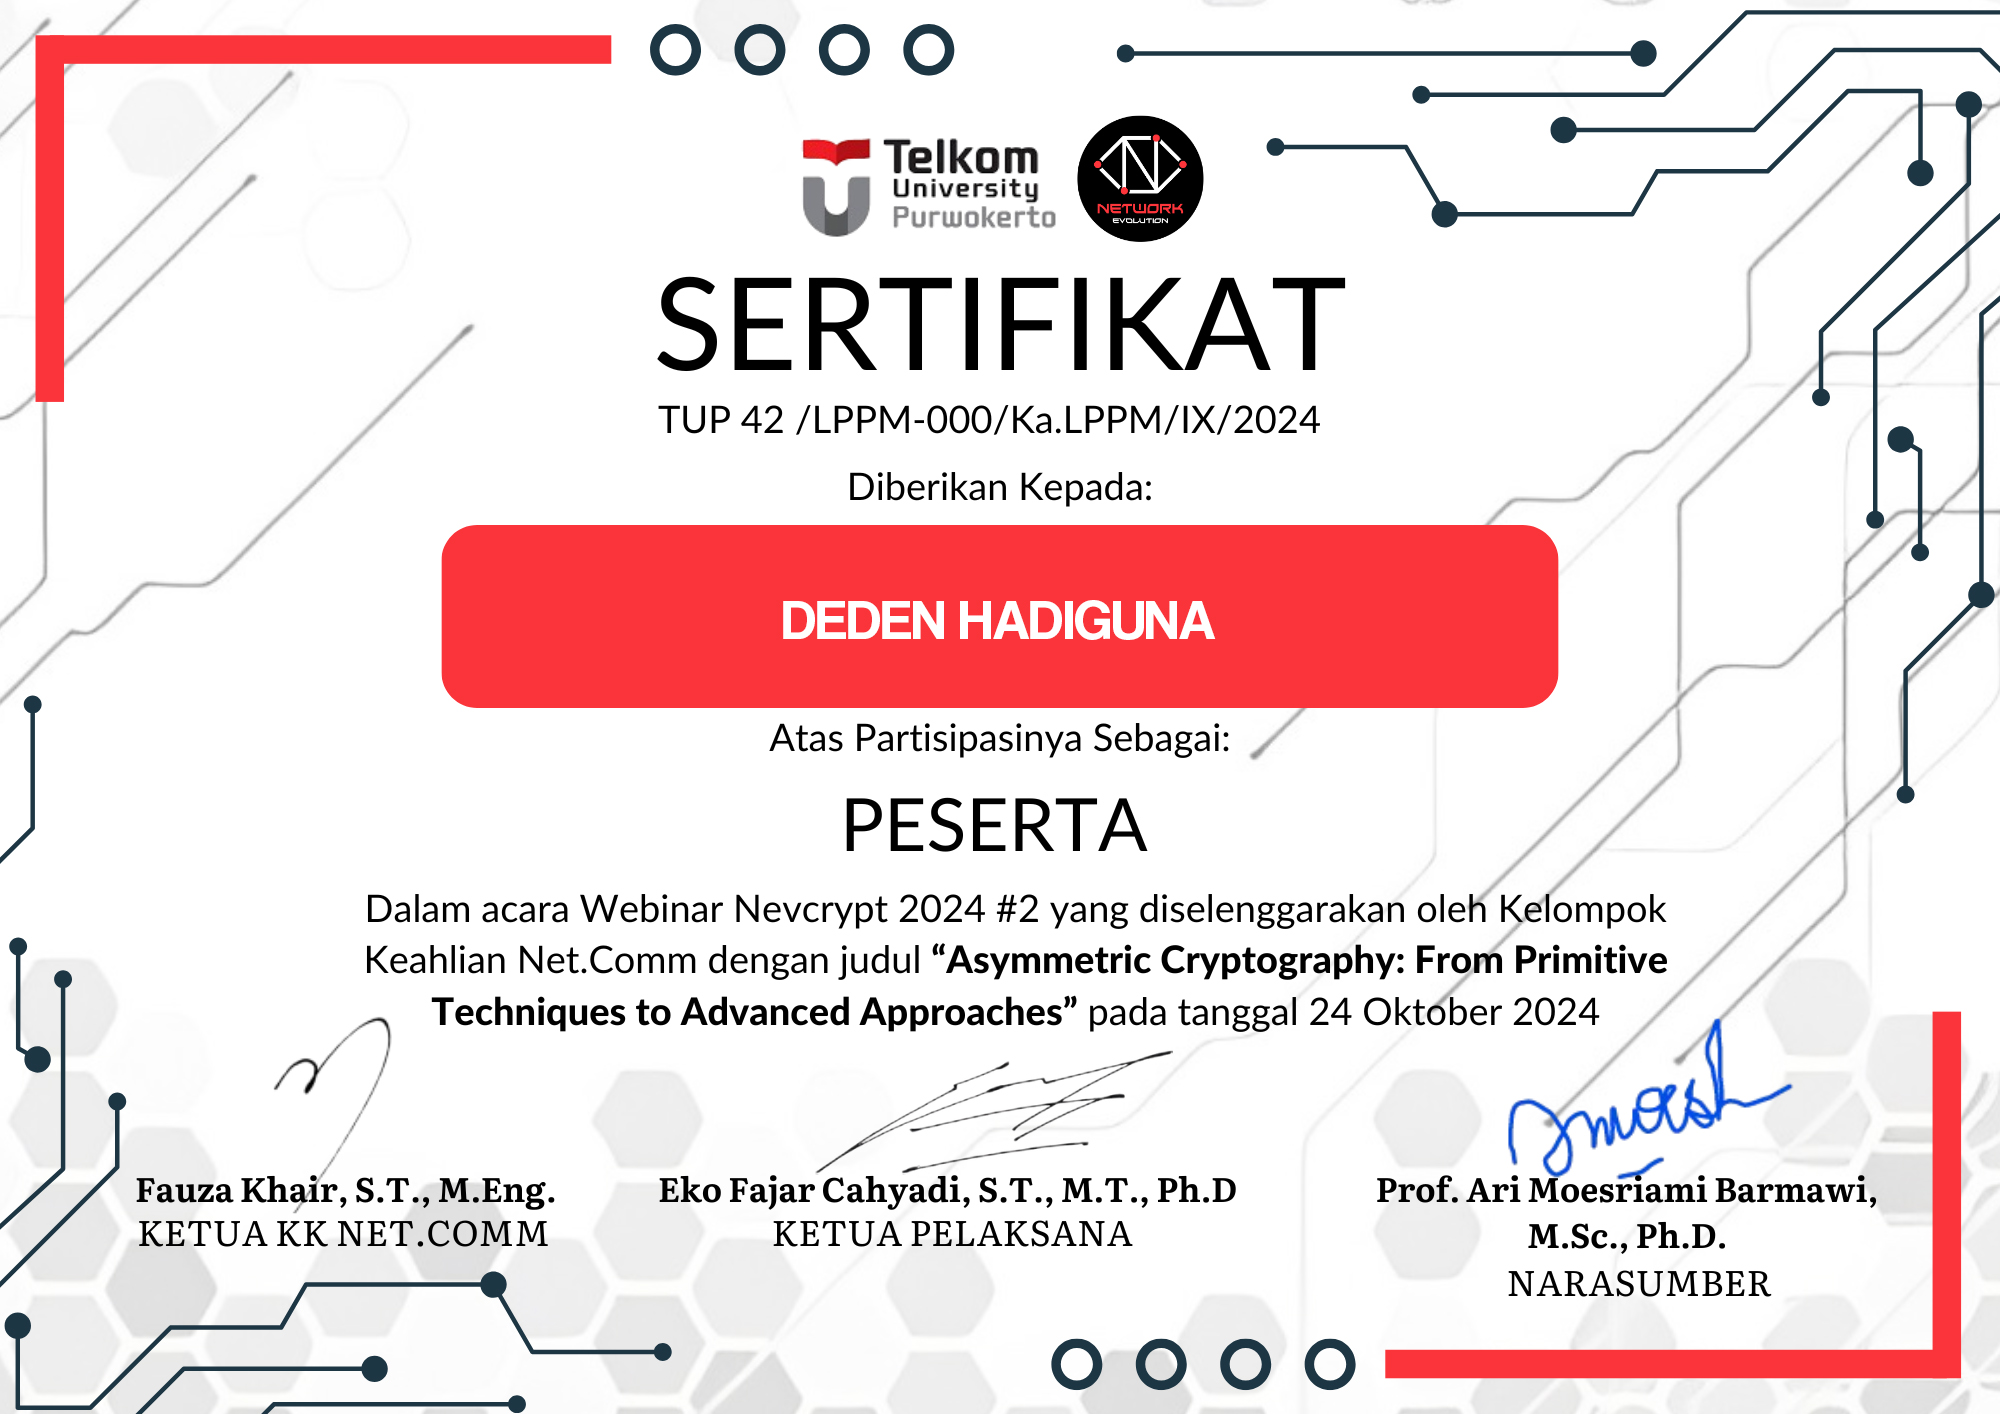 Telkom
University
Purwokerto
NETWORK
EVOLUTION
SERTIFIKAT
TUP 42 /LPPM-000/Ka.LPPM/IX/2024
Diberikan Kepada:
DEDEN HADIGUNA
Atas Partisipasinya Sebagai:
PESERTA
Dalam acara Webinar Nevcrypt 2024 #2 yang diselenggarakan oleh Kelompok
Keahlian Net.Comm dengan judul “Asymmetric Cryptography: From Primitive
Techniques to Advanced Approaches” pada tanggal 24 Oktober 2024
Fauza Khair, S.T., M.Eng.
KETUA KK NET.COMM
Eko Fajar Cahyadi, S.T., M.T., Ph.D
KETUA PELAKSANA
Prof. Ari Moesriami Barmawi,
M.Sc., Ph.D.
NARASUMBER